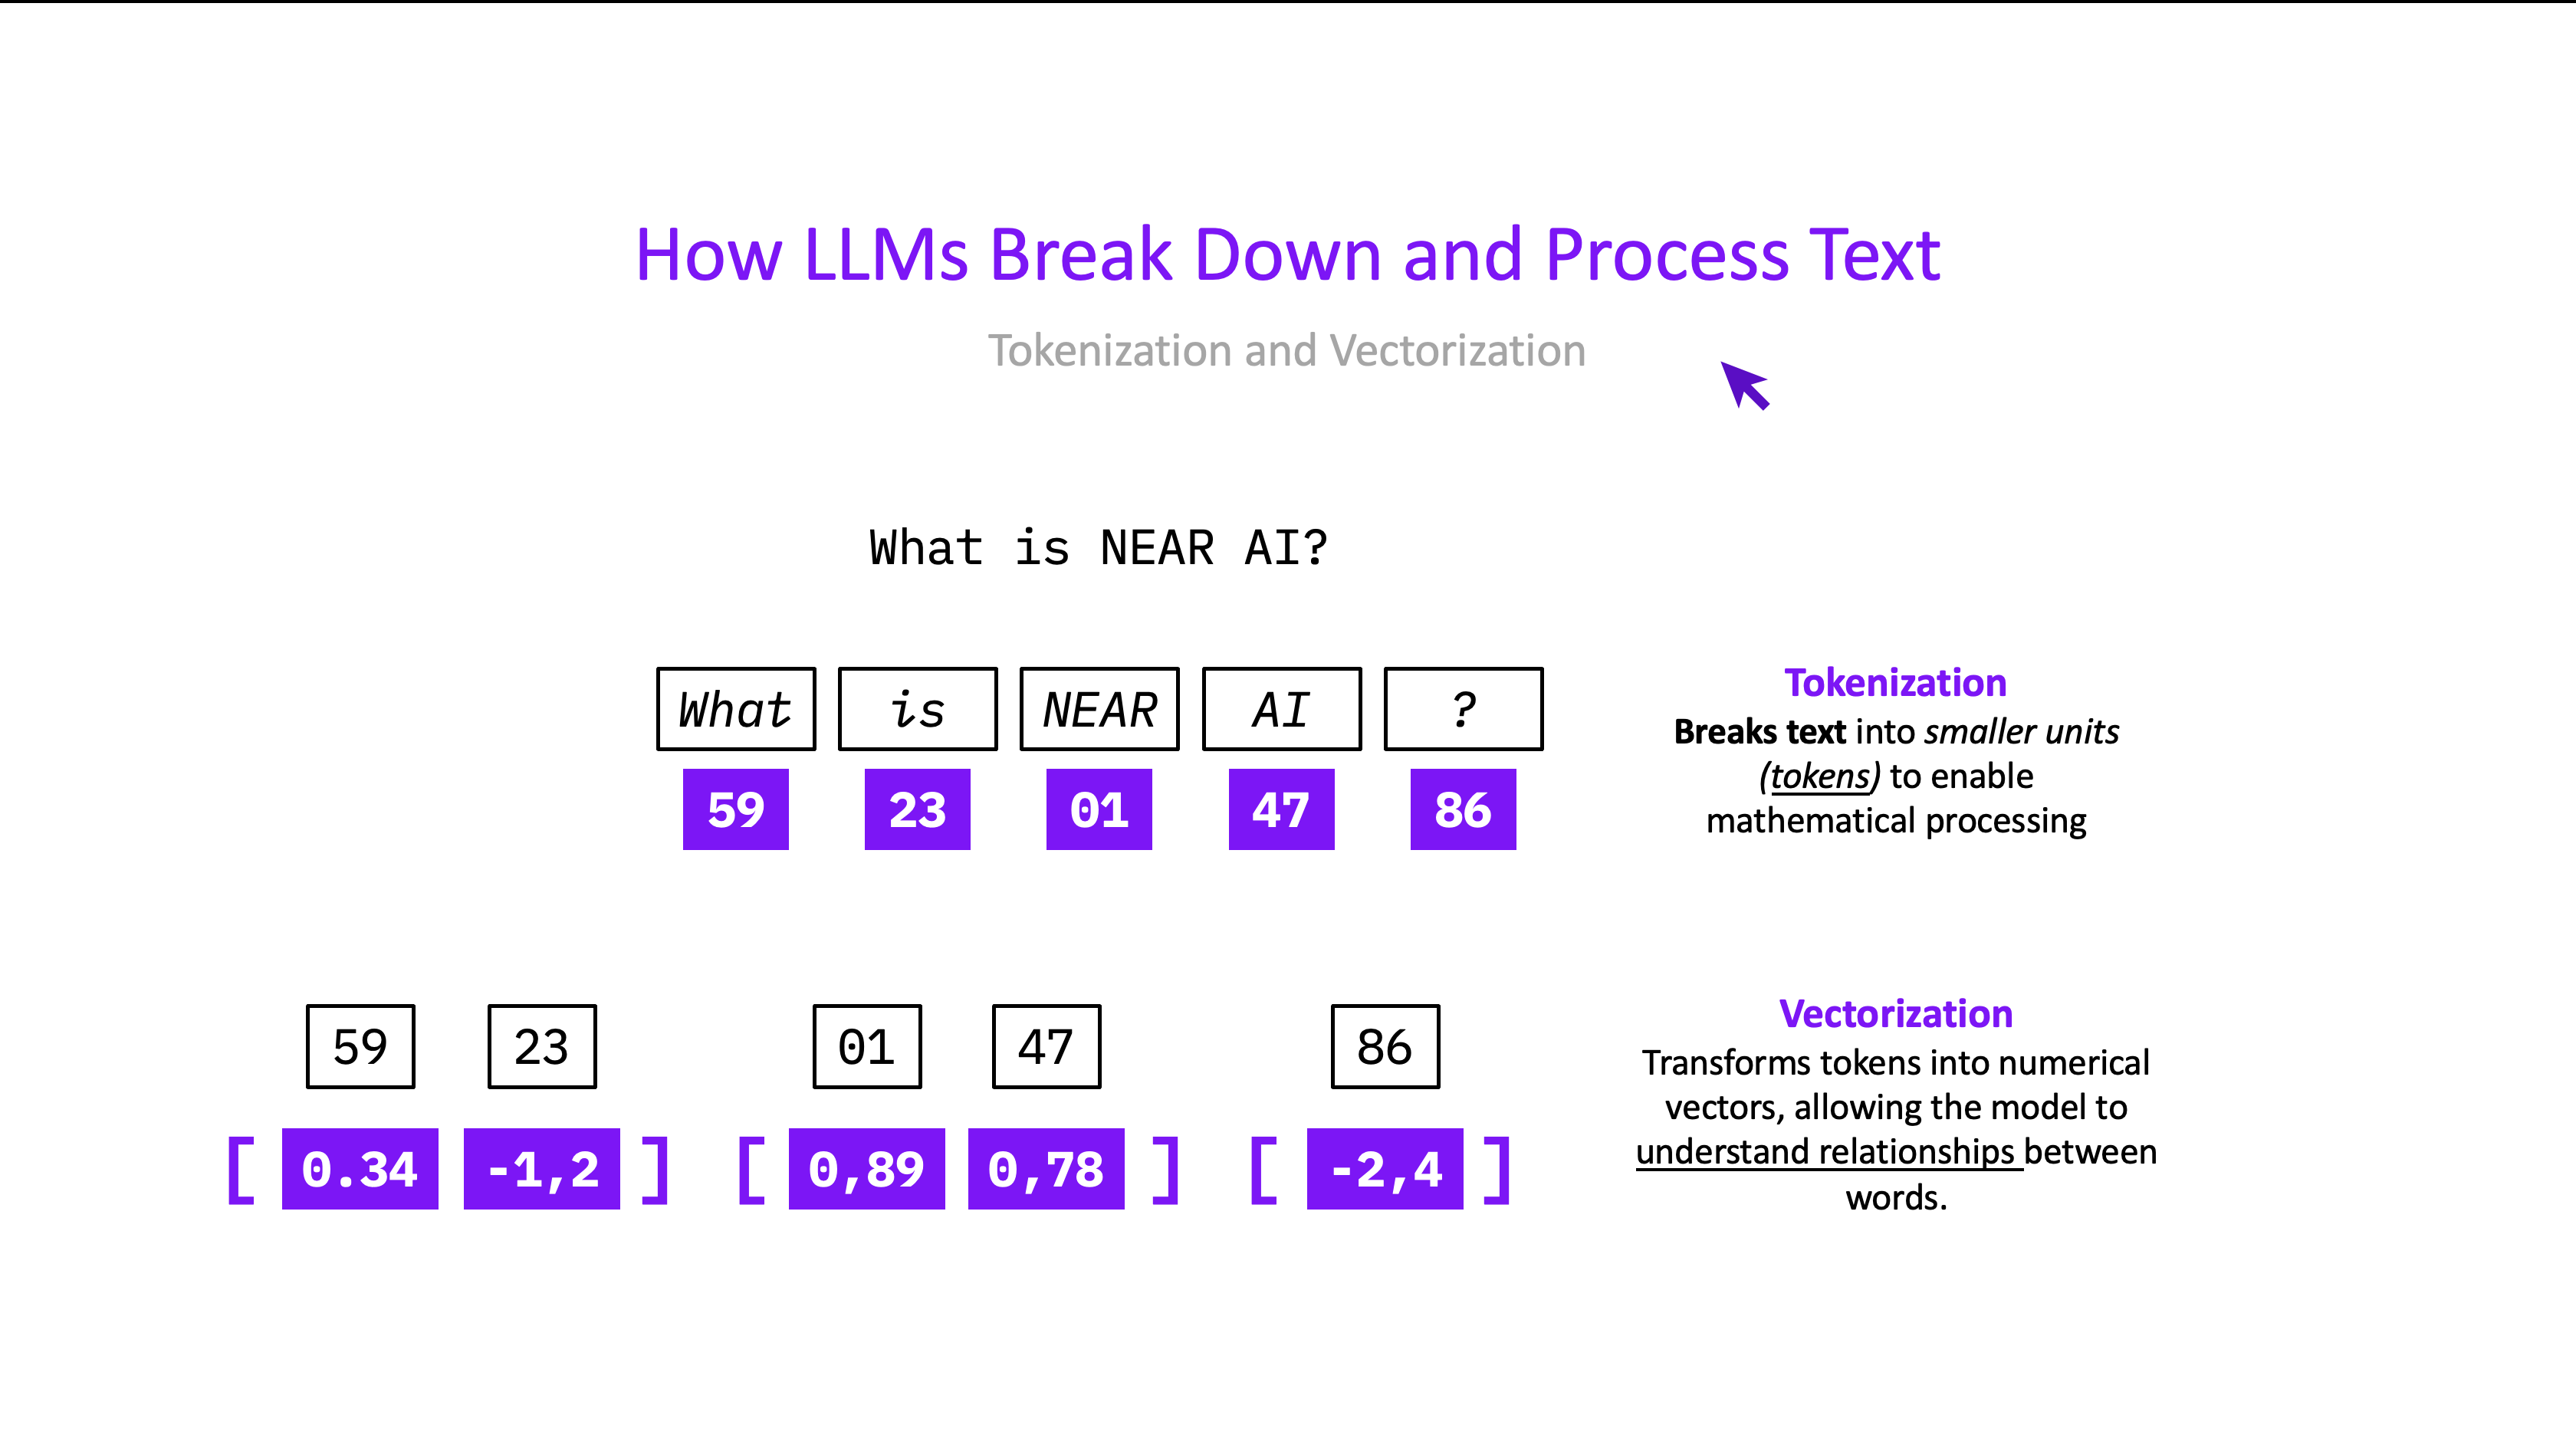 How LLMs Break Down and Process Text
Tokenization and Vectorization
What is NEAR AI?
What is NEAR AI ?
59 23 01 47 86
Tokenization
Breaks text into smaller units
(tokens) to enable
mathematical processing
59 23 01 47 86
[ 0.34 -1,2 ] [ 0,89 0,78 ] [ -2,4 ]
Vectorization
Transforms tokens into numerical
vectors, allowing the model to
understand relationships between
words.